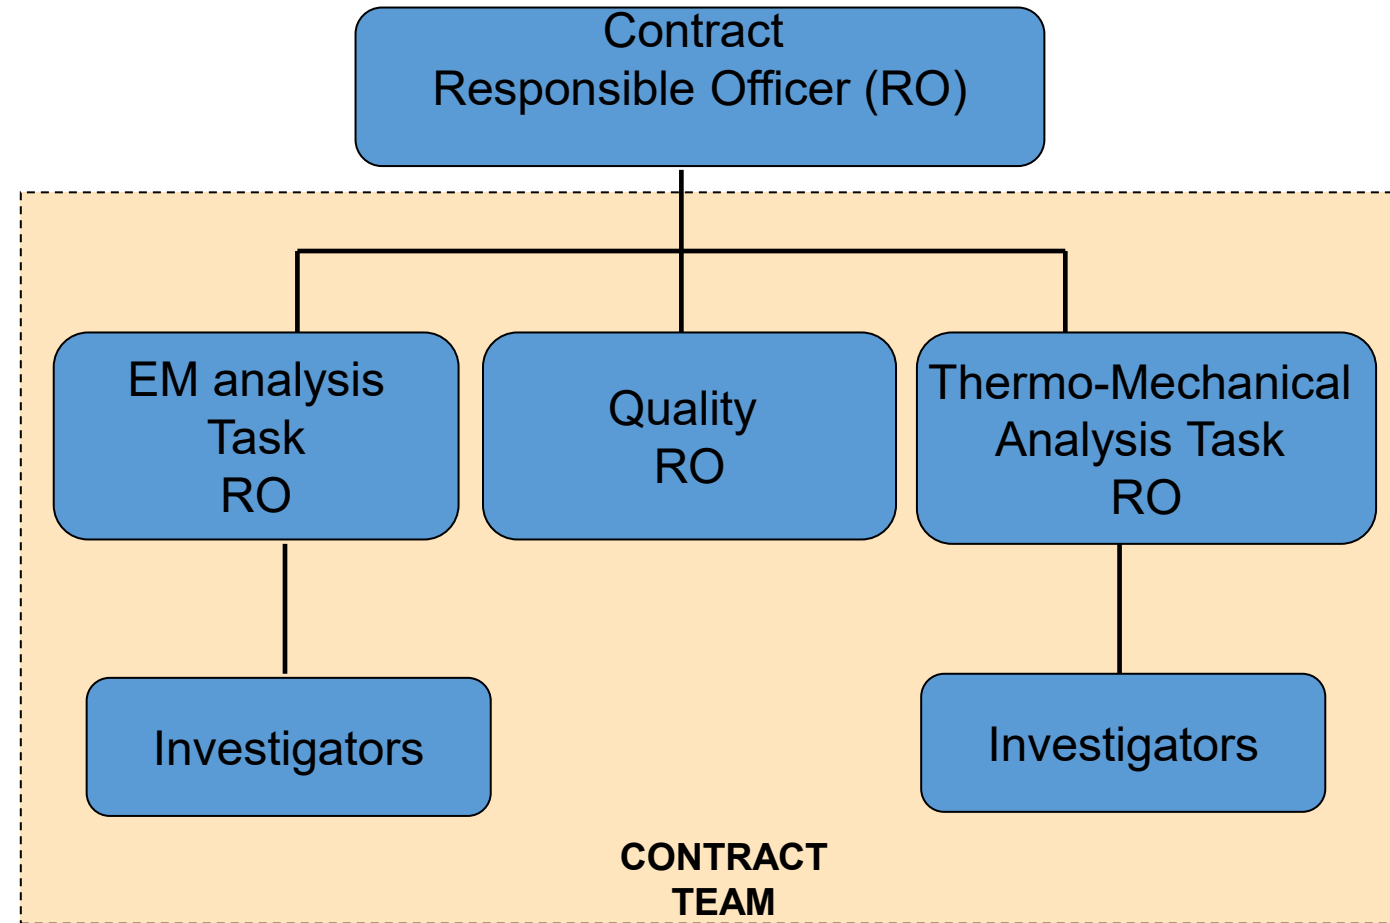 Contract
Responsible Officer (RO)
EM analysis
Task
RO
Quality
RO
Thermo-Mechanical
Analysis Task
RO
Investigators
Investigators
CONTRACT
TEAM